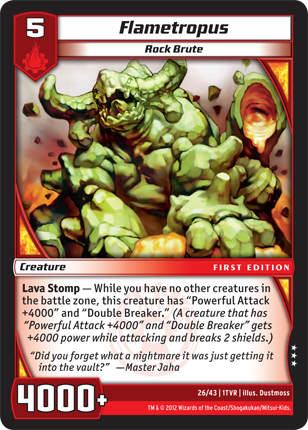 5
Flametropus
Rock Brute
Creature
FIRST EDITION
Lava Stomp — While you have no other creatures in
the battle zone, this creature has “Powerful Attack
+4000” and “Double Breaker.” (A creature that has
“Powerful Attack +4000” and “Double Breaker” gets
+4000 power while attacking and breaks 2 shields.)
“Did you forget what a nightmare it was just getting it
into the vault?” —Master Jaha
4000+
26/43 | 1TVR | illus. Dustmoss
TM & © 2012 Wizards of the Coast/Shogakukan/Mitsui-Kids.